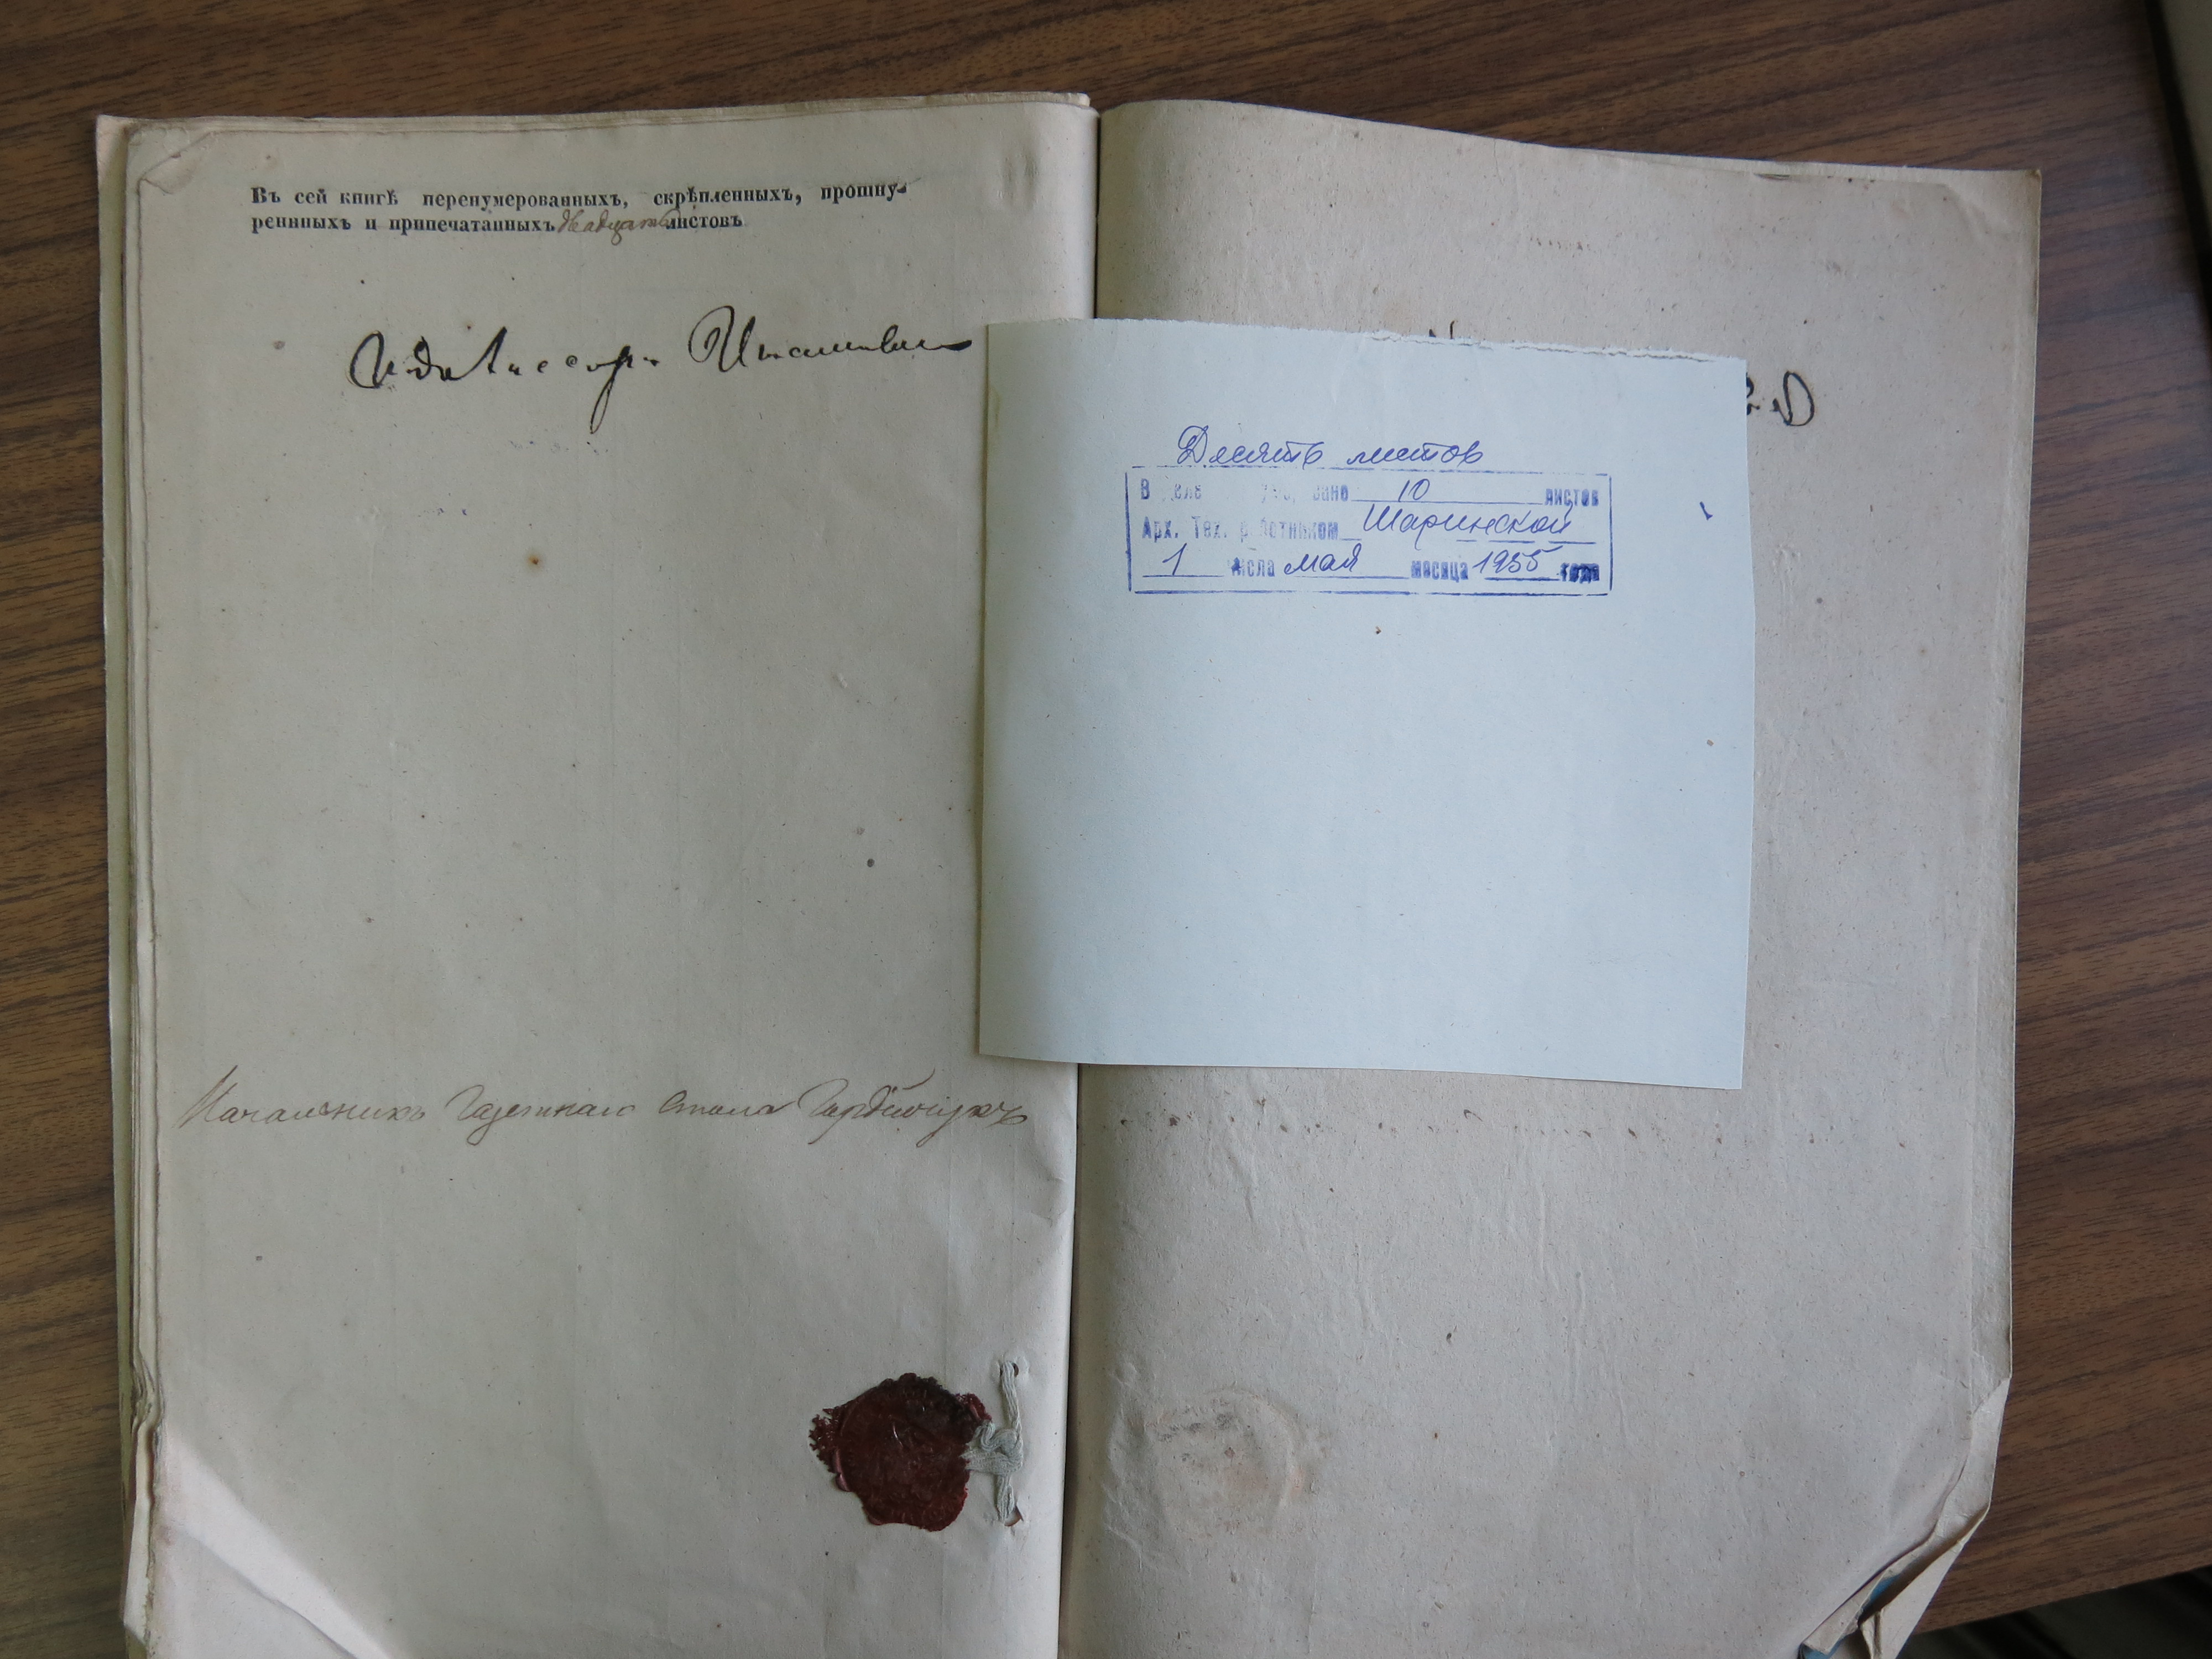 Въ сей книгѣ перенумерованныхъ, скрѣпленныхъ, прошну-
ренныхъ и припечатанныхъ двадцать листовъ
Ассесоръ
Начальникъ Газетнаго Стола
Десять листов
В деле 10 листов
Арх. Тех. работником Шаринской
1 числа мая месяца 1955 года